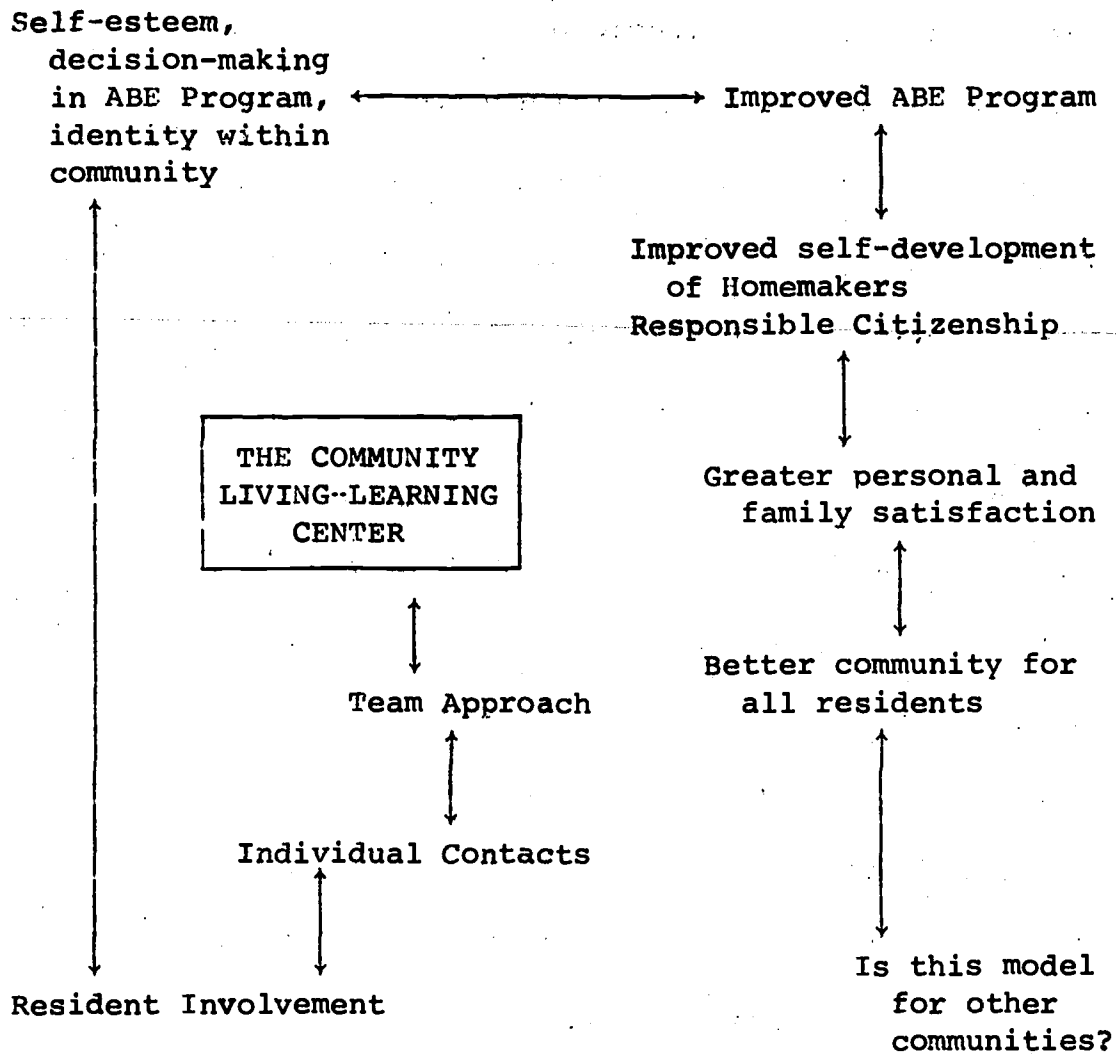 Self-esteem,
decision-making
in ABE Program,
identity within
community
Improved ABE Program
Improved self-development
of Homemakers
Responsible Citizenship
THE COMMUNITY
LIVING--LEARNING
CENTER
Greater personal and
family satisfaction
Team Approach
Better community for
all residents
Individual Contacts
Resident Involvement
Is this model
for other
communities?